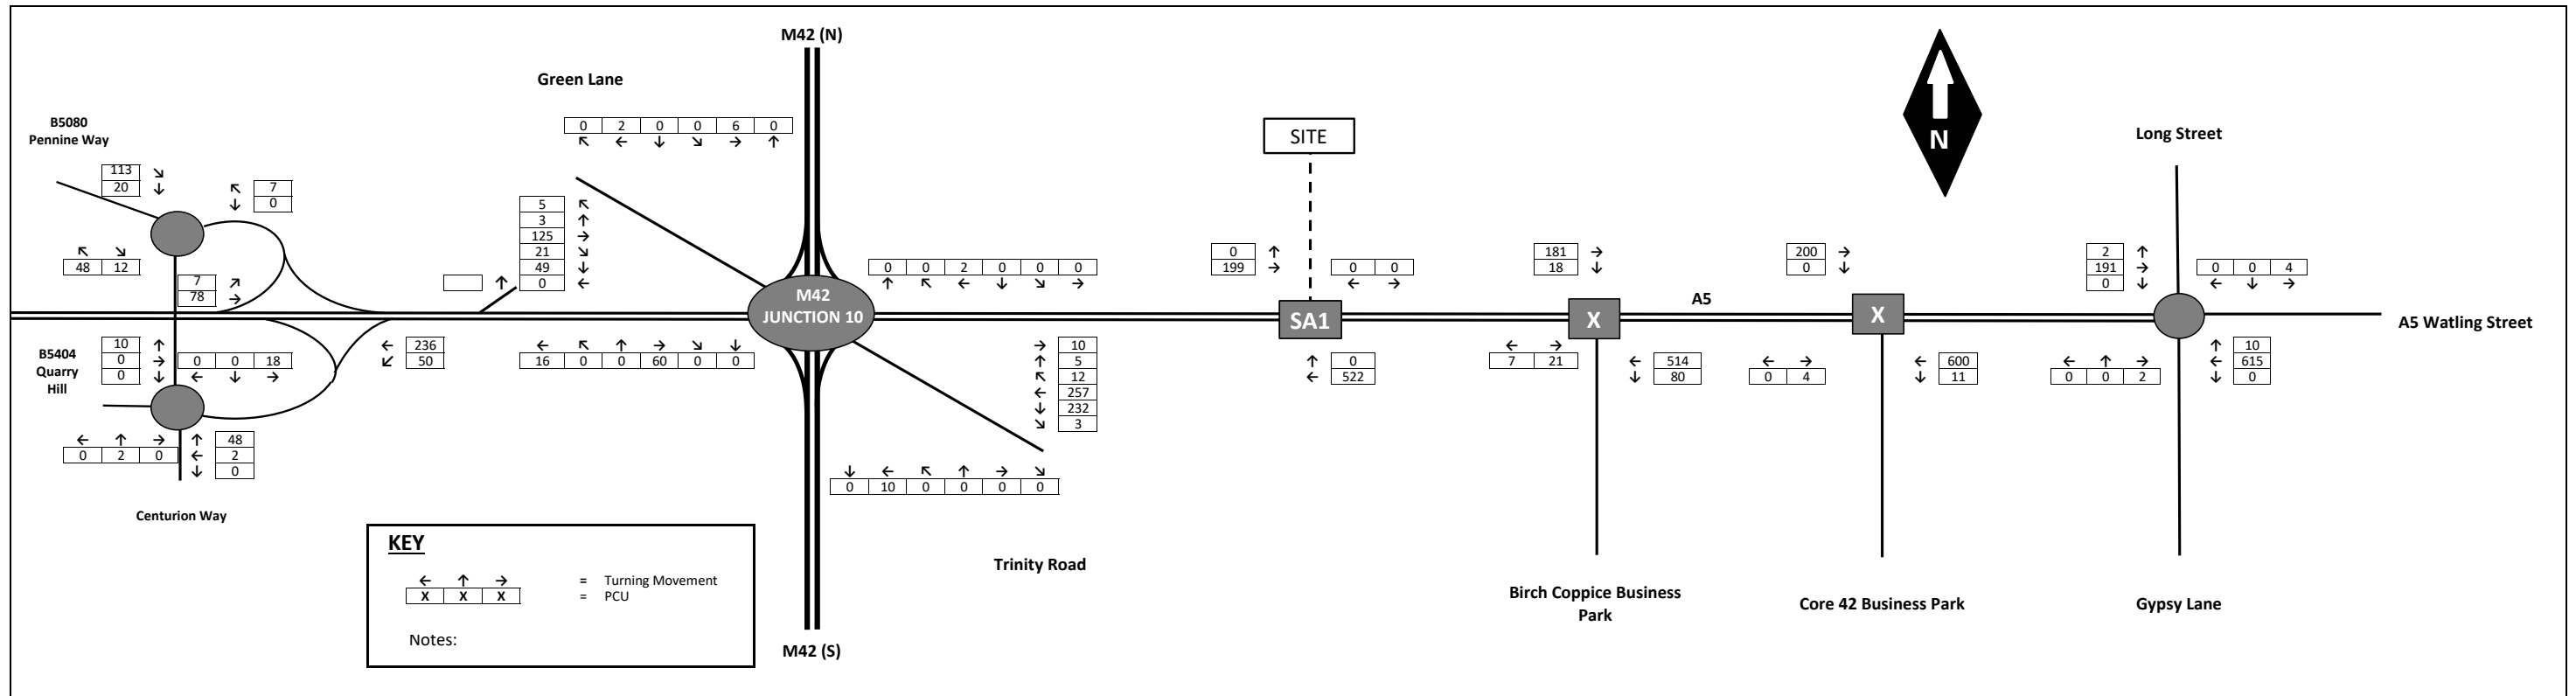 M42 (N)
Green Lane
0 2 0 0 6 0
↖ ← ↓ ↘ → ↑
B5080
Pennine Way
SITE
N
Long Street
113 ↘
20 ↓
↖ 7
↓ 0
5 ↖
3 ↑
125 →
21 ↘
49 ↓
0 ←
↑
↖ ↘
48 12
7 ↗
78 →
0 0 2 0 0 0
↑ ↖ ← ↓ ↘ →
0 ↑
199 →
0 0
← →
181 →
18 ↓
200 →
0 ↓
2 ↑
191 →
0 ↓
0 0 4
← ↓ →
M42
JUNCTION 10
SA1
X
A5
X
A5 Watling Street
B5404
Quarry
Hill
10 ↑
0 →
0 ↓
0 0 18
← ↓ →
← 236
↙ 50
← ↖ ↑ → ↘ ↓
16 0 0 60 0 0
→ 10
↑ 5
↖ 12
← 257
↓ 232
↘ 3
↑ 0
← 522
← →
7 21
← 514
↓ 80
← →
0 4
← 600
↓ 11
← ↑ →
0 0 2
↑ 10
← 615
↓ 0
← ↑ →
0 2 0
↑ 48
← 2
↓ 0
↓ ← ↖ ↑ → ↘
0 10 0 0 0 0
Centurion Way
KEY
← ↑ → = Turning Movement
X X X = PCU
Notes:
Trinity Road
M42 (S)
Birch Coppice Business
Park
Core 42 Business Park
Gypsy Lane